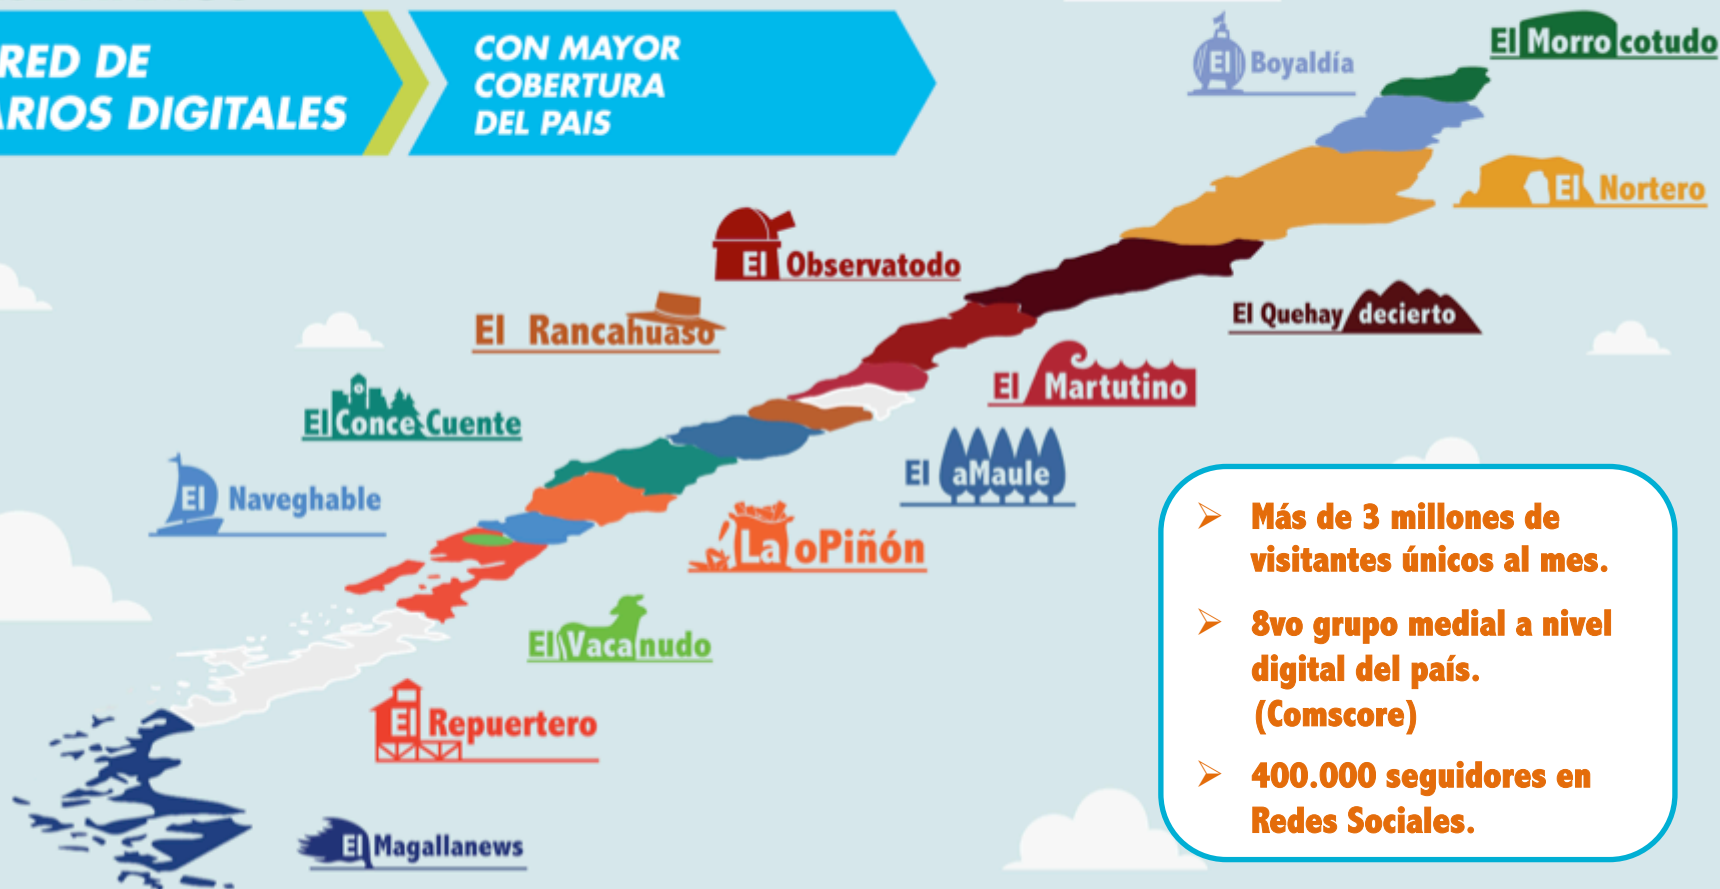 RED DE
ARIOS DIGITALES
CON MAYOR
COBERTURA
DEL PAIS
El Boyaldía
El Morrocotudo
El Nortero
El Observatodo
El Quehaydecierto
El Rancahuaso
El Martutino
El ConceCuente
El aMaule
El Naveghable
La oPiñón
El Vacanudo
El Repuertero
El Magallanews
➢ Más de 3 millones de
visitantes únicos al mes.
➢ 8vo grupo medial a nivel
digital del país.
(Comscore)
➢ 400.000 seguidores en
Redes Sociales.